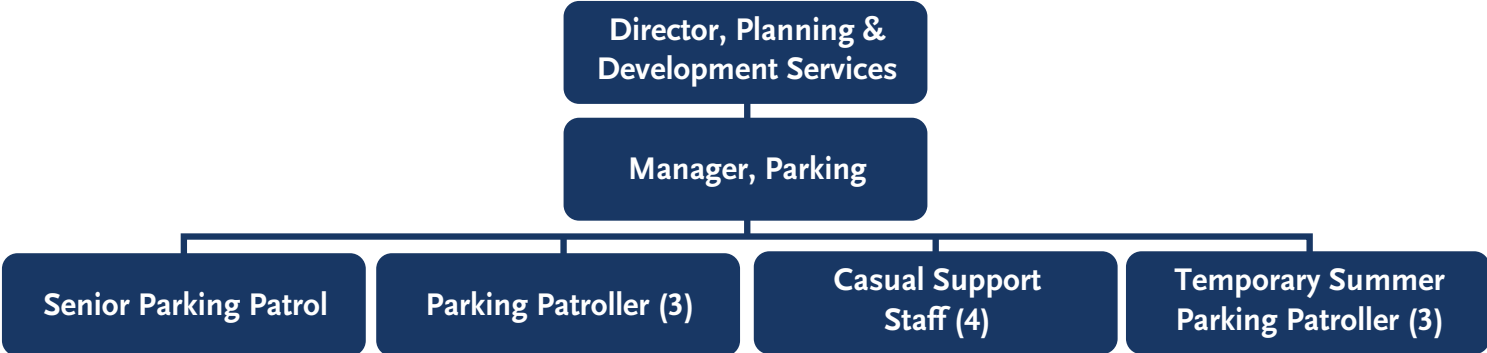 Director, Planning &
Development Services
Manager, Parking
Senior Parking Patrol
Parking Patroller (3)
Casual Support
Staff (4)
Temporary Summer
Parking Patroller (3)